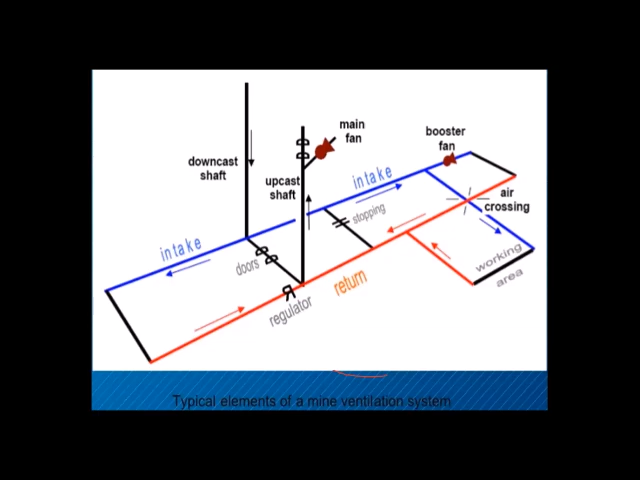 main
fan
booster
fan
downcast
shaft
upcast
shaft
intake
air
crossing
stopping
intake
doors
working
area
return
R
regulator
Typical elements of a mine ventilation system